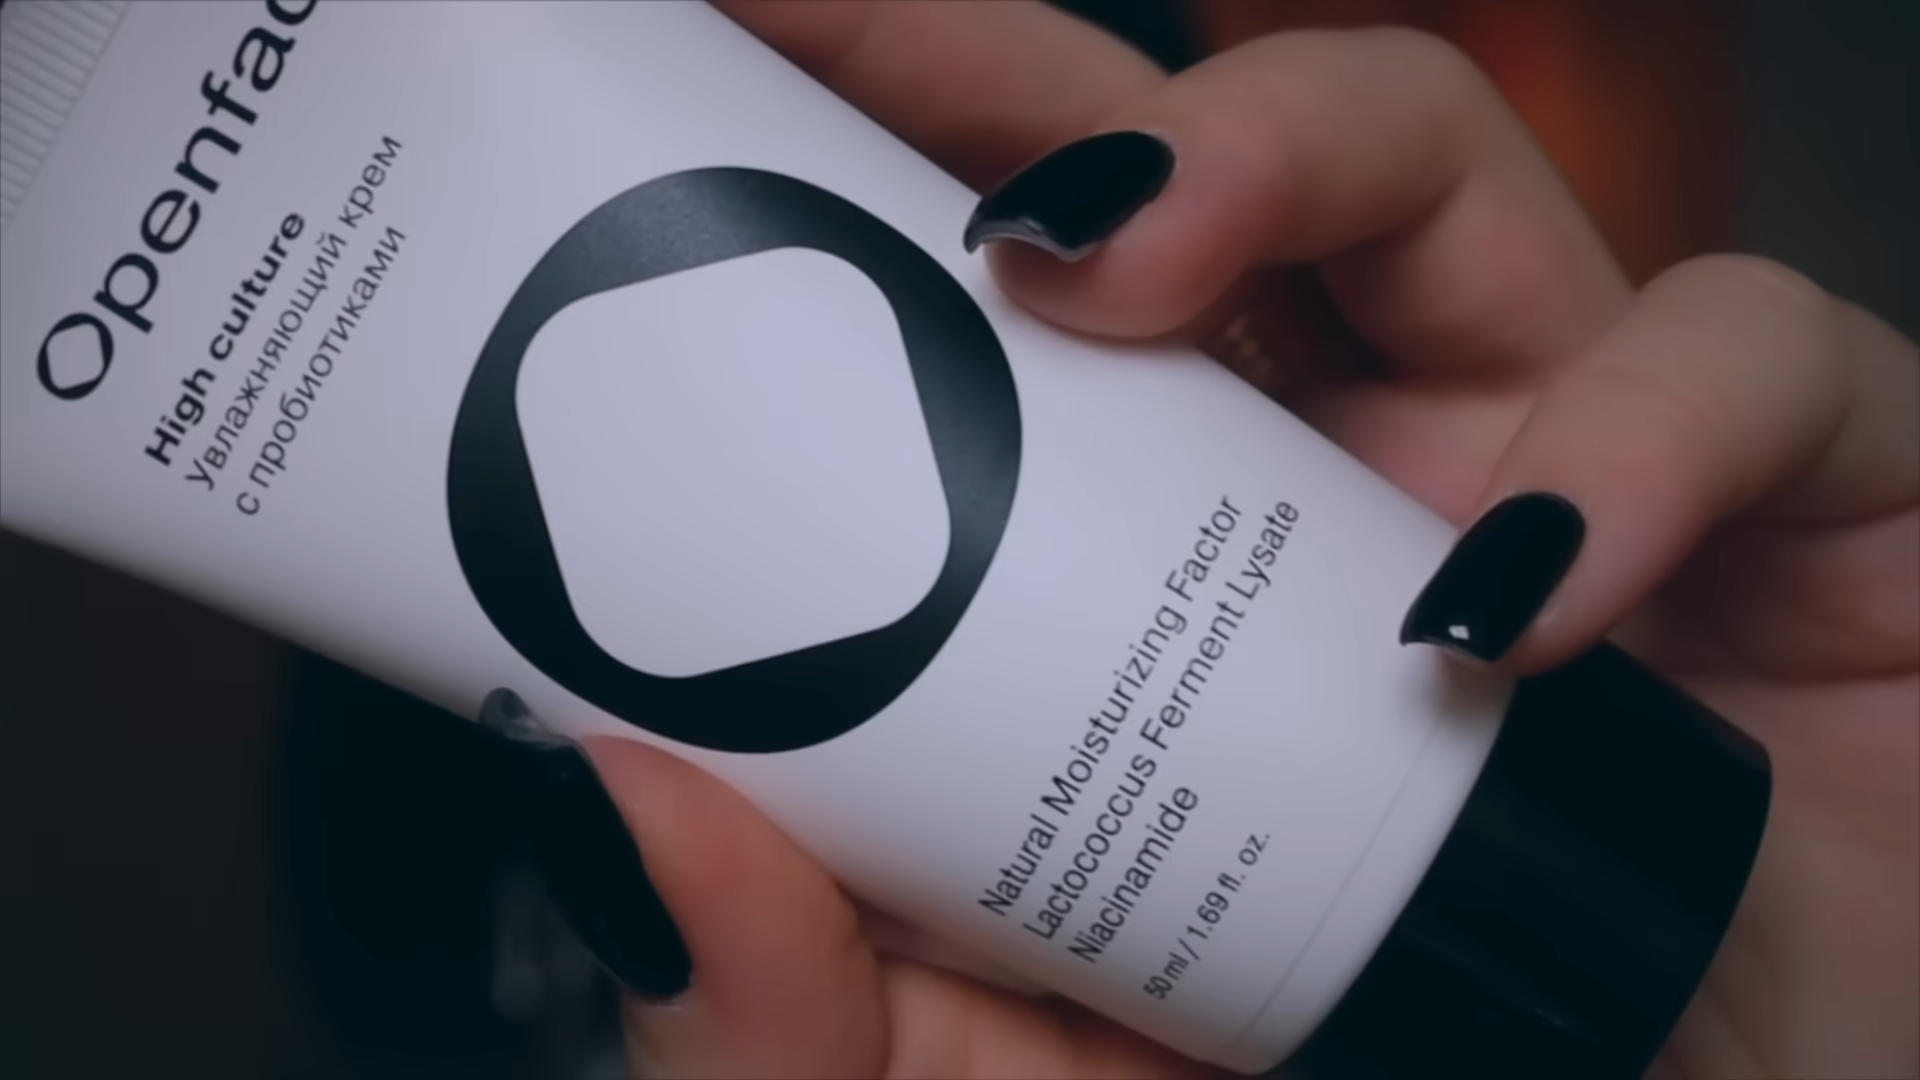 Openfac
High culture
Увлажняющий крем
с пробиотиками
Natural Moisturizing Factor
Lactococcus Ferment Lysate
Niacinamide
50 ml / 1.69 fl. oz.